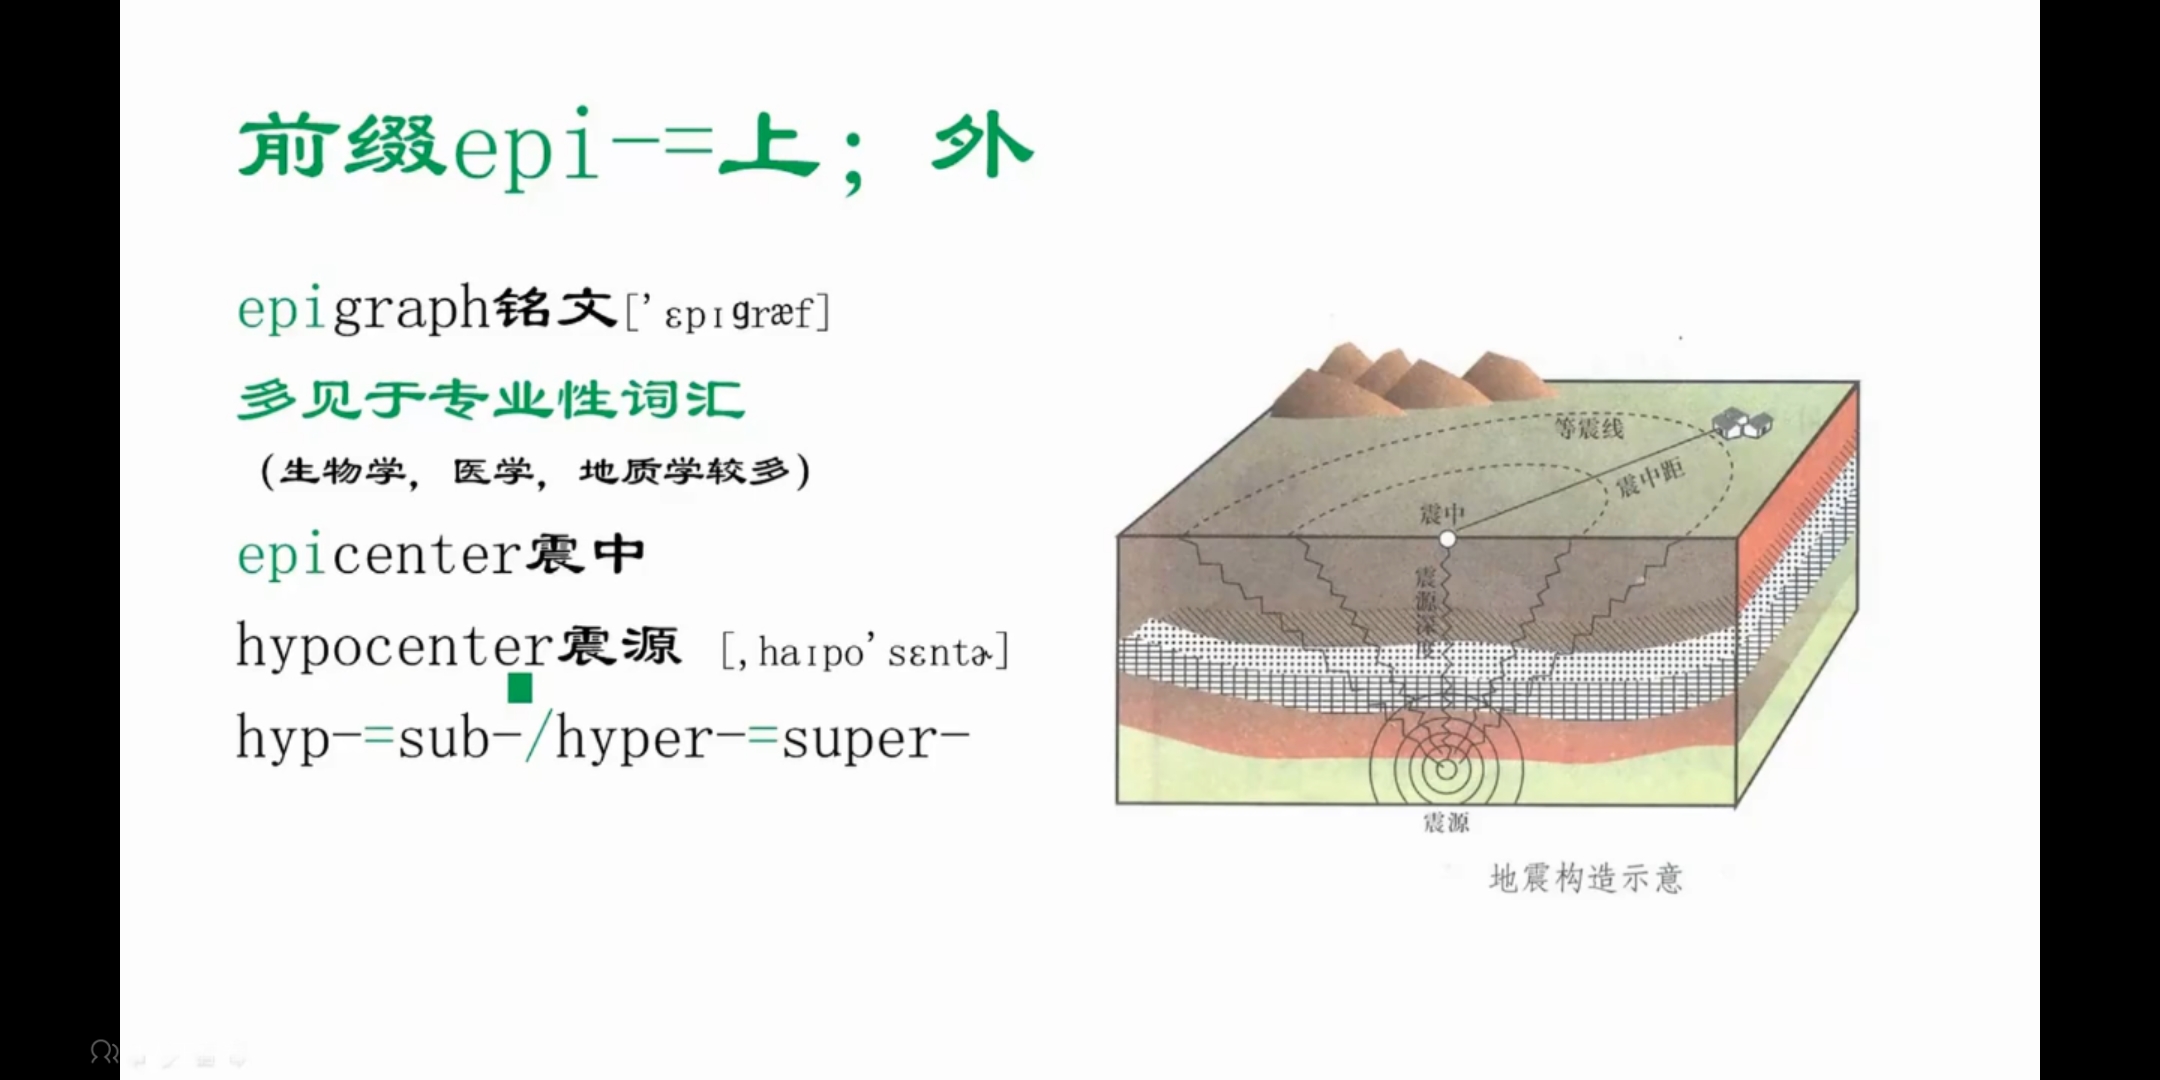 前缀epi-=上；外
epigraph铭文['ɛpɪɡræf]
多见于专业性词汇
（生物学，医学，地质学较多）
epicenter震中
hypocenter震源 [,haɪpo'sɛntɚ]
hyp-=sub-/hyper-=super-
等震线
震中距
震中
震源深度
震源
地震构造示意